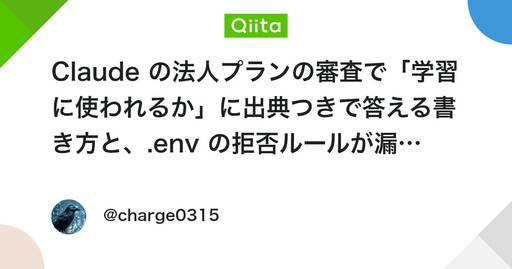 Qiita
Claude の法人プランの審査で「学習
に使われるか」に出典つきで答える書
き方と、.env の拒否ルールが漏…
@charge0315